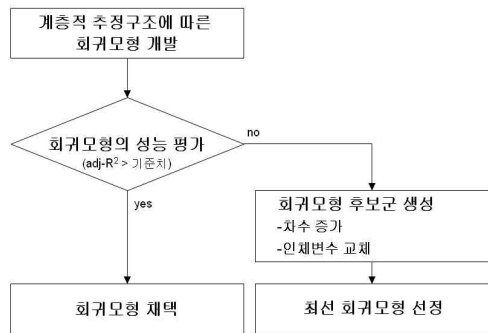 계층적 추정구조에 따른
회귀모형 개발
회귀모형의 성능 평가
(adj-R² > 기준치)
no
yes
회귀모형 후보군 생성
-차수 증가
-인체변수 교체
회귀모형 채택
최선 회귀모형 선정